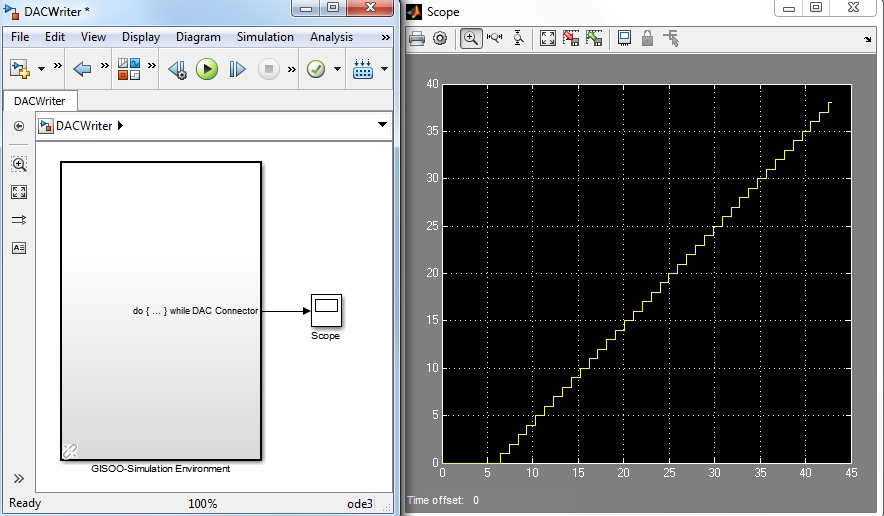 DACWriter *
File Edit View Display Diagram Simulation Analysis »
DACWriter
DACWriter
do { ... } while DAC Connector
Scope
GISOO-Simulation Environment
Ready 100% ode3
Scope
40
35
30
25
20
15
10
5
0
0 5 10 15 20 25 30 35 40 45
Time offset: 0